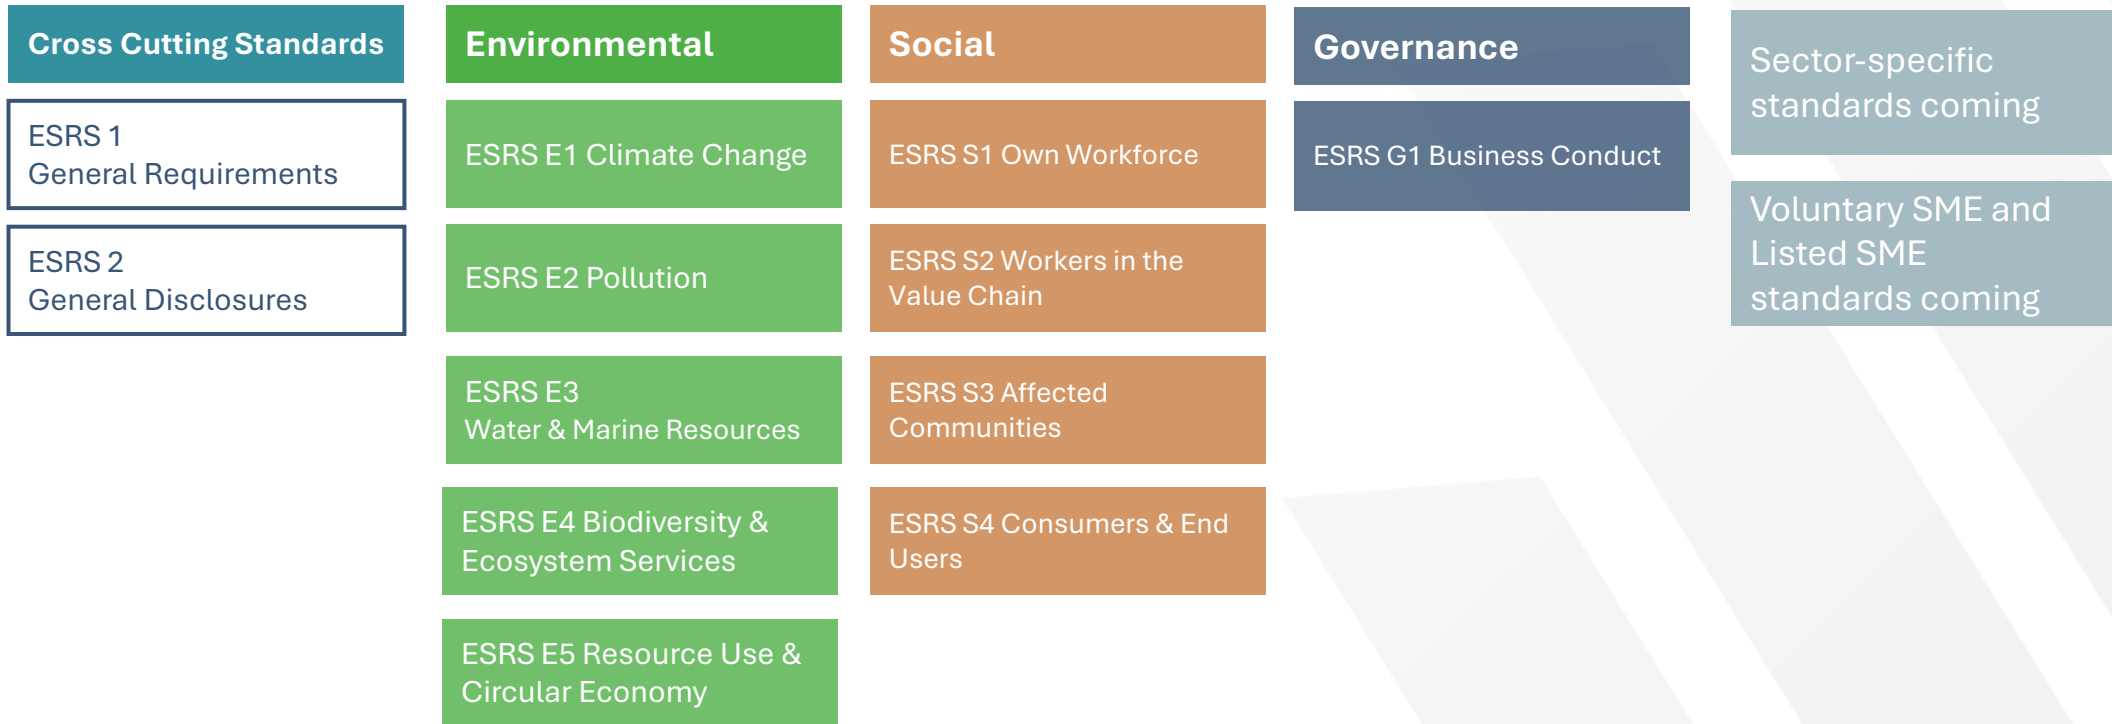 Cross Cutting Standards
ESRS 1
General Requirements
ESRS 2
General Disclosures
Environmental
ESRS E1 Climate Change
ESRS E2 Pollution
ESRS E3
Water & Marine Resources
ESRS E4 Biodiversity &
Ecosystem Services
ESRS E5 Resource Use &
Circular Economy
Social
ESRS S1 Own Workforce
ESRS S2 Workers in the
Value Chain
ESRS S3 Affected
Communities
ESRS S4 Consumers & End
Users
Governance
ESRS G1 Business Conduct
Sector-specific
standards coming
Voluntary SME and
Listed SME
standards coming